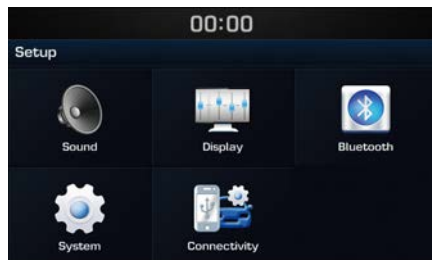 00:00
Setup
Sound
Display
Bluetooth
System
Connectivity